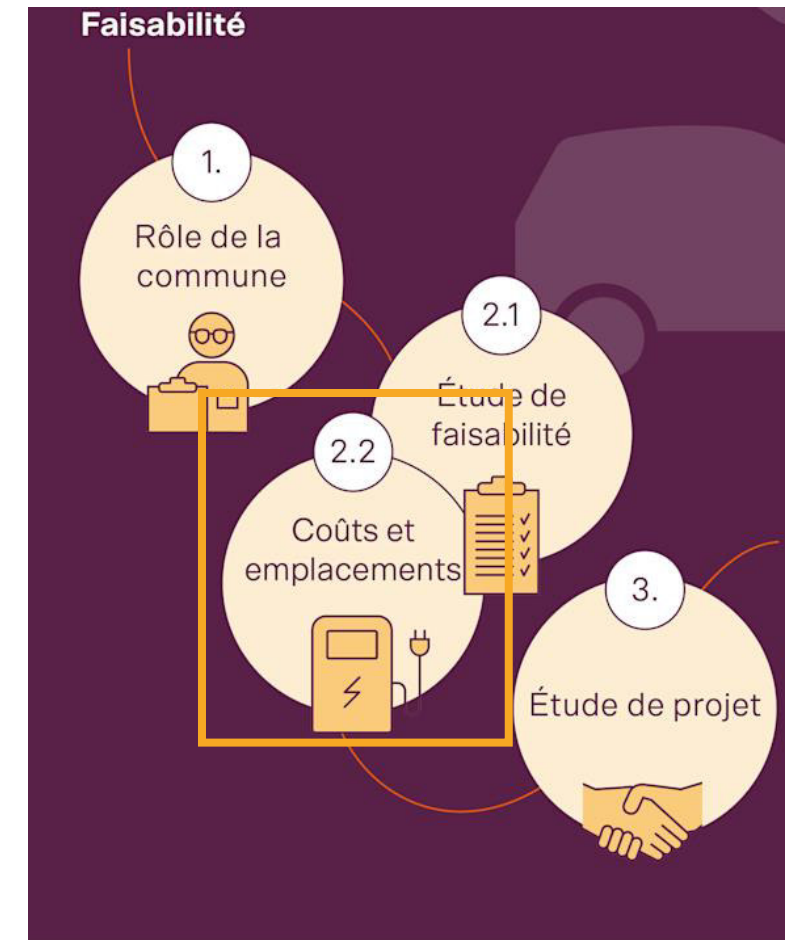 Faisabilité
1.
Rôle de la
commune
2.1
Étude de
faisabilité
2.2
Coûts et
emplacements
3.
Étude de projet